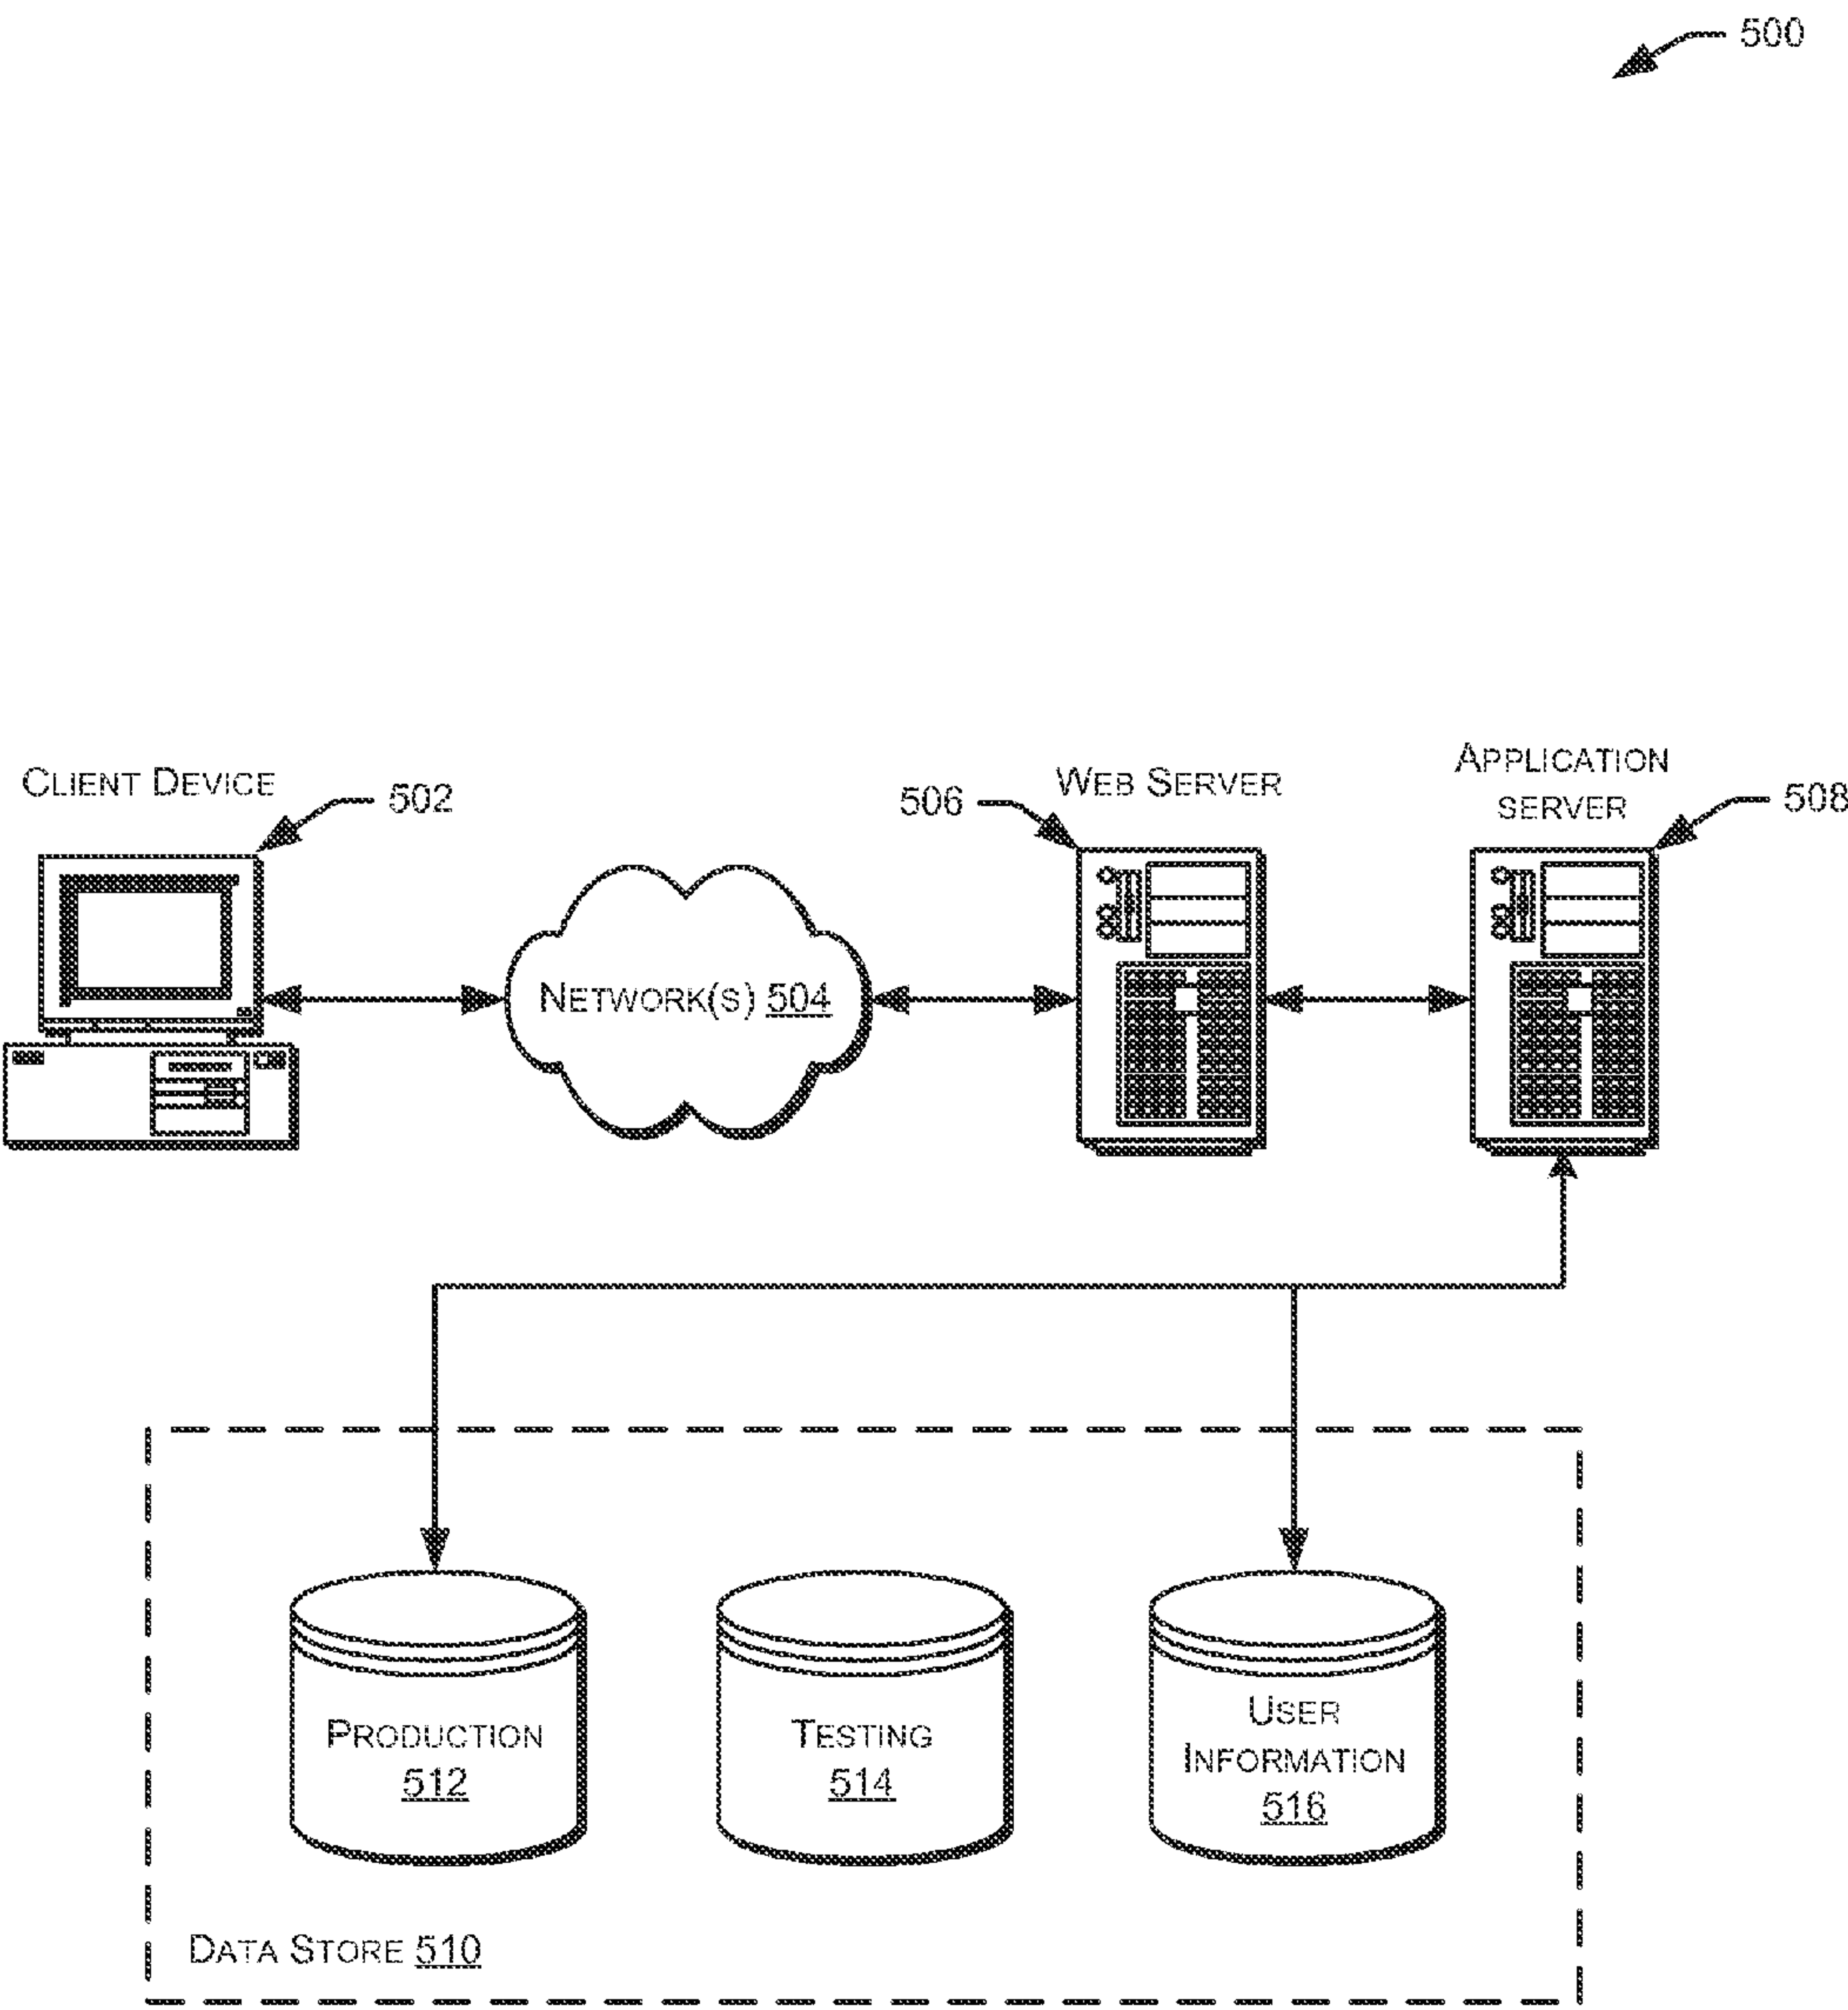 500
CLIENT DEVICE
502
506
WEB SERVER
APPLICATION
SERVER
508
NETWORK(S) 504
PRODUCTION
512
TESTING
514
USER
INFORMATION
516
DATA STORE 510